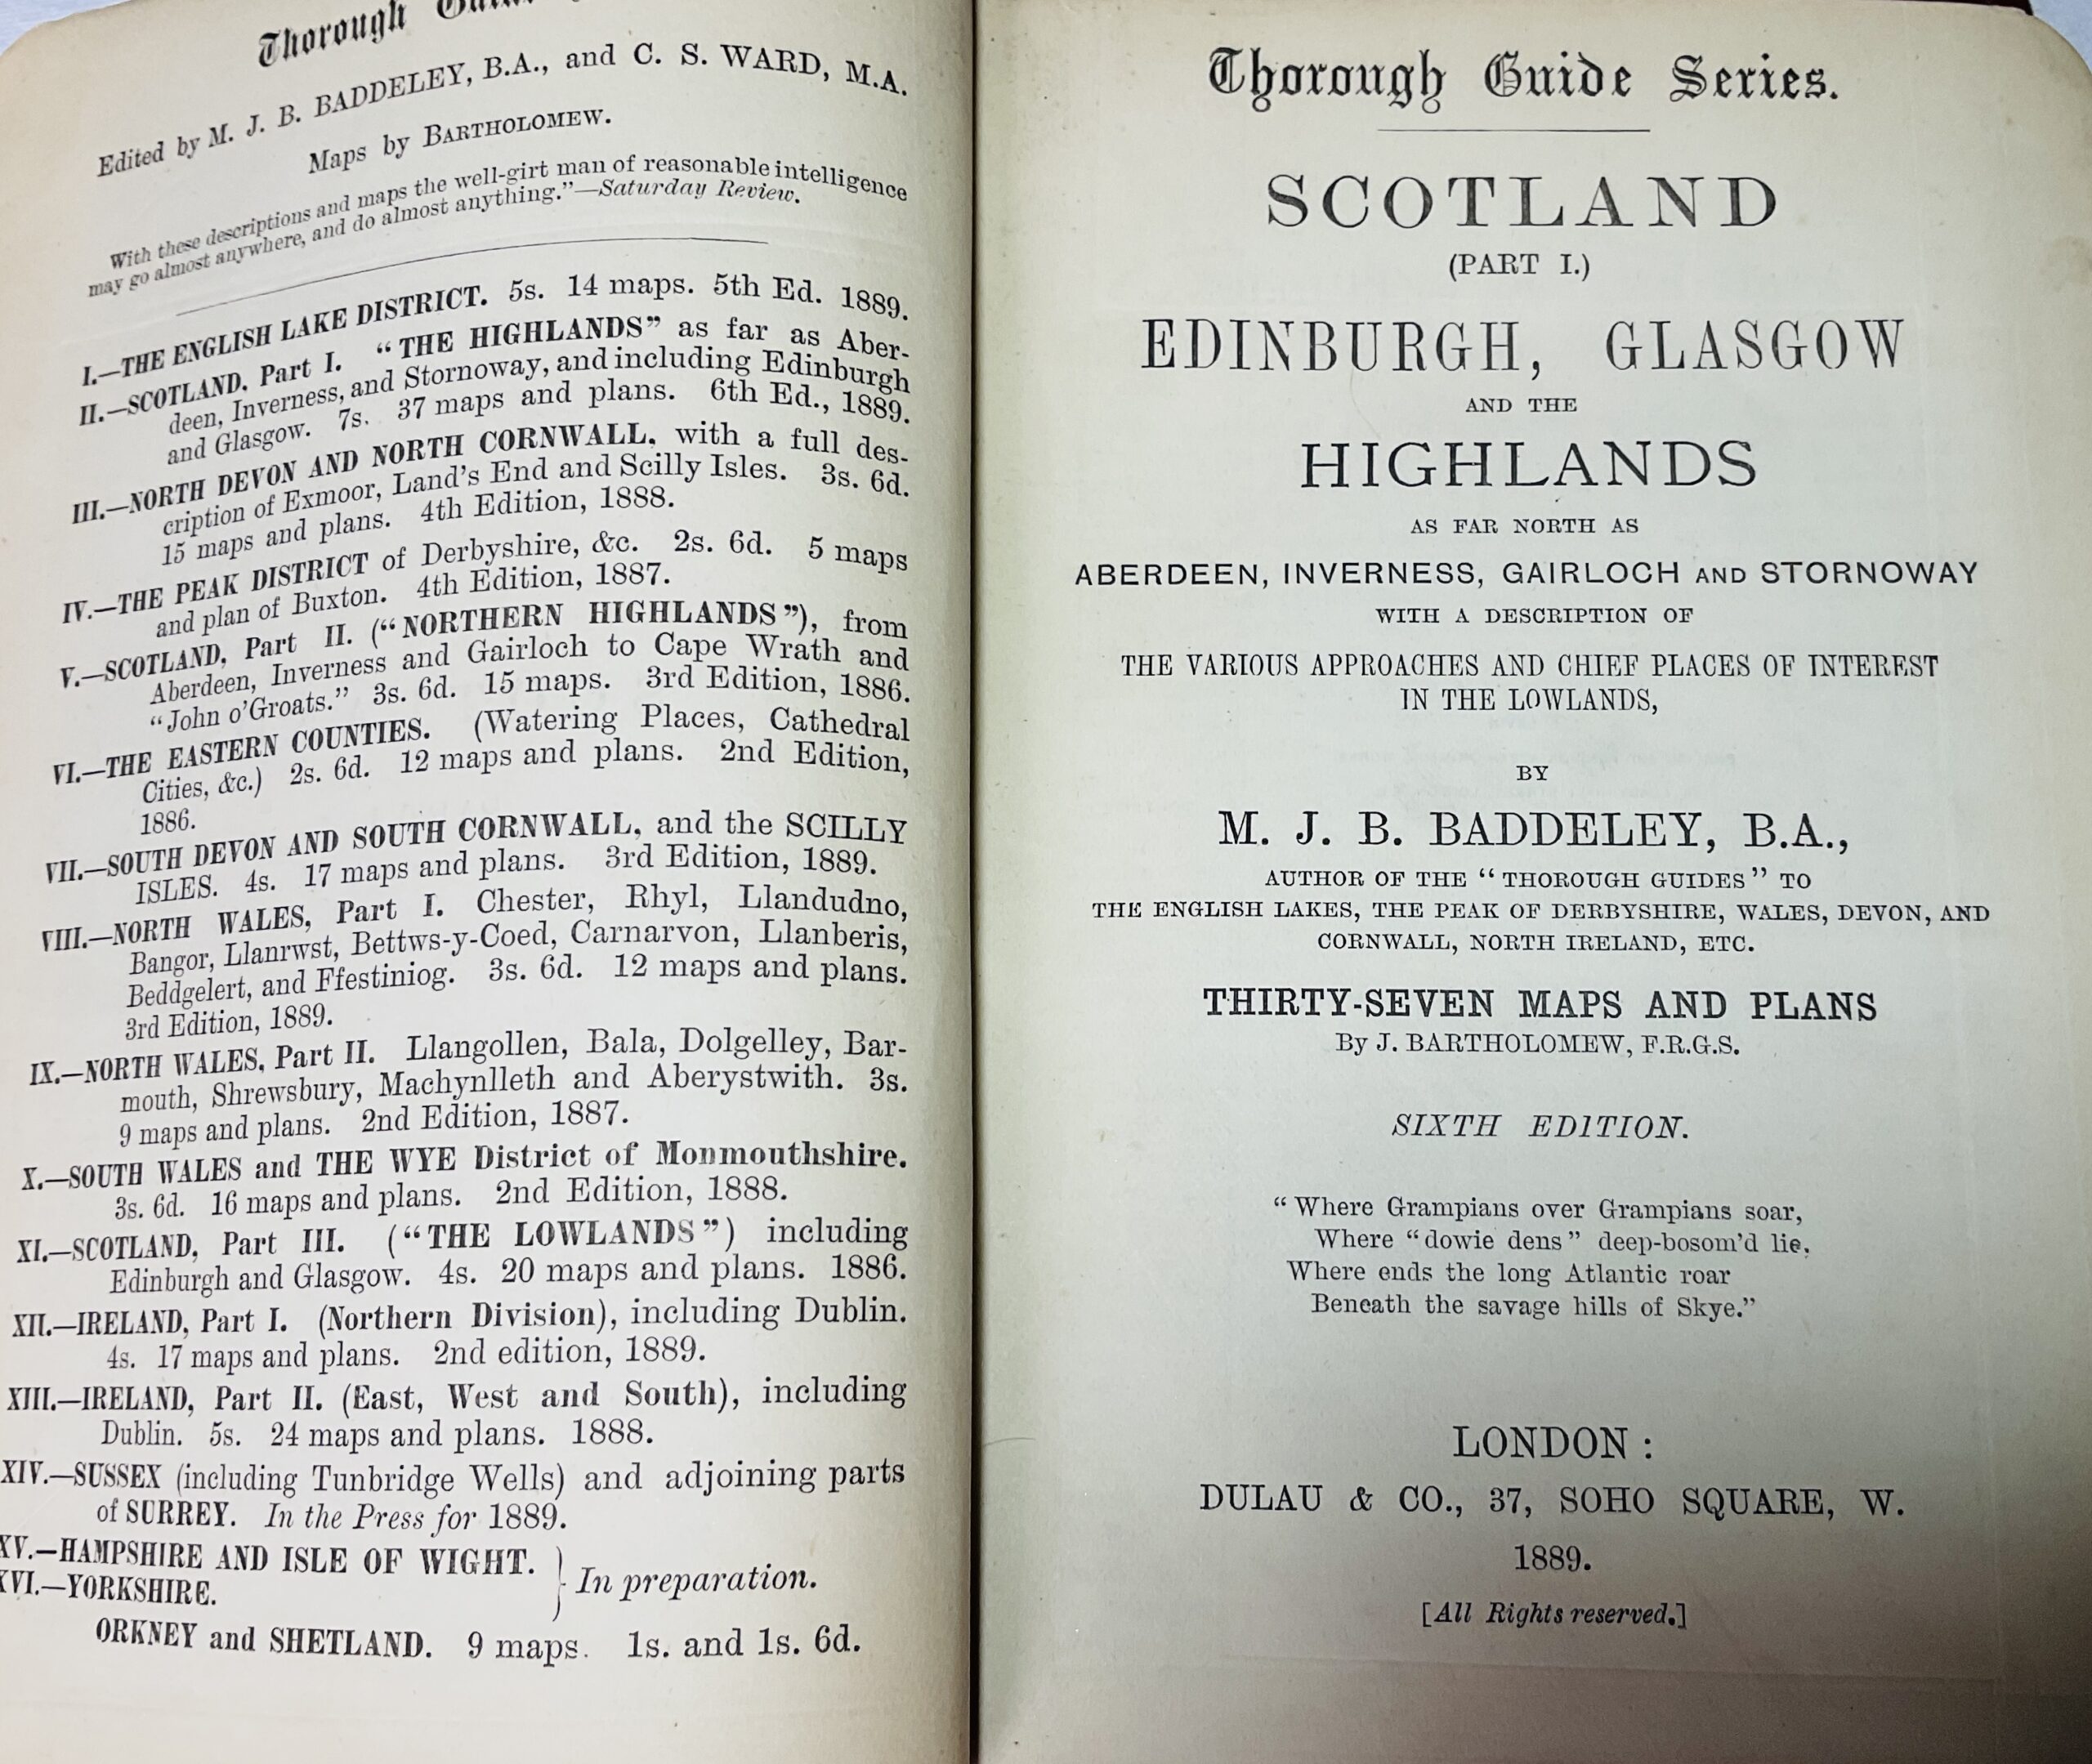 Thorough
Edited by M. J. B. BADDELEY, B.A., and C. S. WARD, M.A.
Maps by BARTHOLOMEW.
With these descriptions and maps the well-girt man of reasonable intelligence
may go almost anywhere, and do almost anything."—Saturday Review.
I.—THE ENGLISH LAKE DISTRICT. 5s. 14 maps. 5th Ed. 1889.
II.—SCOTLAND, Part I. "THE HIGHLANDS" as far as Aber-
deen, Inverness, and Stornoway, and including Edinburgh
and Glasgow. 7s. 37 maps and plans. 6th Ed., 1889.
III.—NORTH DEVON AND NORTH CORNWALL, with a full des-
cription of Exmoor, Land's End and Scilly Isles. 3s. 6d.
15 maps and plans. 4th Edition, 1888.
IV.—THE PEAK DISTRICT of Derbyshire, &c. 2s. 6d. 5 maps
and plan of Buxton. 4th Edition, 1887.
V.—SCOTLAND, Part II. ("NORTHERN HIGHLANDS"), from
Aberdeen, Inverness and Gairloch to Cape Wrath and
"John o'Groats." 3s. 6d. 15 maps. 3rd Edition, 1886.
VI.—THE EASTERN COUNTIES. (Watering Places, Cathedral
Cities, &c.) 2s. 6d. 12 maps and plans. 2nd Edition,
1886.
VII.—SOUTH DEVON AND SOUTH CORNWALL, and the SCILLY
ISLES. 4s. 17 maps and plans. 3rd Edition, 1889.
VIII.—NORTH WALES, Part I. Chester, Rhyl, Llandudno,
Bangor, Llanrwst, Bettws-y-Coed, Carnarvon, Llanberis,
Beddgelert, and Ffestiniog. 3s. 6d. 12 maps and plans.
3rd Edition, 1889.
IX.—NORTH WALES, Part II. Llangollen, Bala, Dolgelley, Bar-
mouth, Shrewsbury, Machynlleth and Aberystwith. 3s.
9 maps and plans. 2nd Edition, 1887.
X.—SOUTH WALES and THE WYE District of Monmouthshire.
3s. 6d. 16 maps and plans. 2nd Edition, 1888.
XI.—SCOTLAND, Part III. ("THE LOWLANDS") including
Edinburgh and Glasgow. 4s. 20 maps and plans. 1886.
XII.—IRELAND, Part I. (Northern Division), including Dublin.
4s. 17 maps and plans. 2nd edition, 1889.
XIII.—IRELAND, Part II. (East, West and South), including
Dublin. 5s. 24 maps and plans. 1888.
XIV.—SUSSEX (including Tunbridge Wells) and adjoining parts
of SURREY. In the Press for 1889.
XV.—HAMPSHIRE AND ISLE OF WIGHT.
XVI.—YORKSHIRE.
} In preparation.
ORKNEY and SHETLAND. 9 maps. 1s. and 1s. 6d.
Thorough Guide Series.
SCOTLAND
(PART I.)
EDINBURGH, GLASGOW
AND THE
HIGHLANDS
AS FAR NORTH AS
ABERDEEN, INVERNESS, GAIRLOCH AND STORNOWAY
WITH A DESCRIPTION OF
THE VARIOUS APPROACHES AND CHIEF PLACES OF INTEREST
IN THE LOWLANDS,
BY
M. J. B. BADDELEY, B.A.,
AUTHOR OF THE "THOROUGH GUIDES" TO
THE ENGLISH LAKES, THE PEAK OF DERBYSHIRE, WALES, DEVON, AND
CORNWALL, NORTH IRELAND, ETC.
THIRTY-SEVEN MAPS AND PLANS
By J. BARTHOLOMEW, F.R.G.S.
SIXTH EDITION.
"Where Grampians over Grampians soar,
Where "dowie dens" deep-bosom'd lie,
Where ends the long Atlantic roar
Beneath the savage hills of Skye."
LONDON:
DULAU & CO., 37, SOHO SQUARE, W.
1889.
[All Rights reserved.]